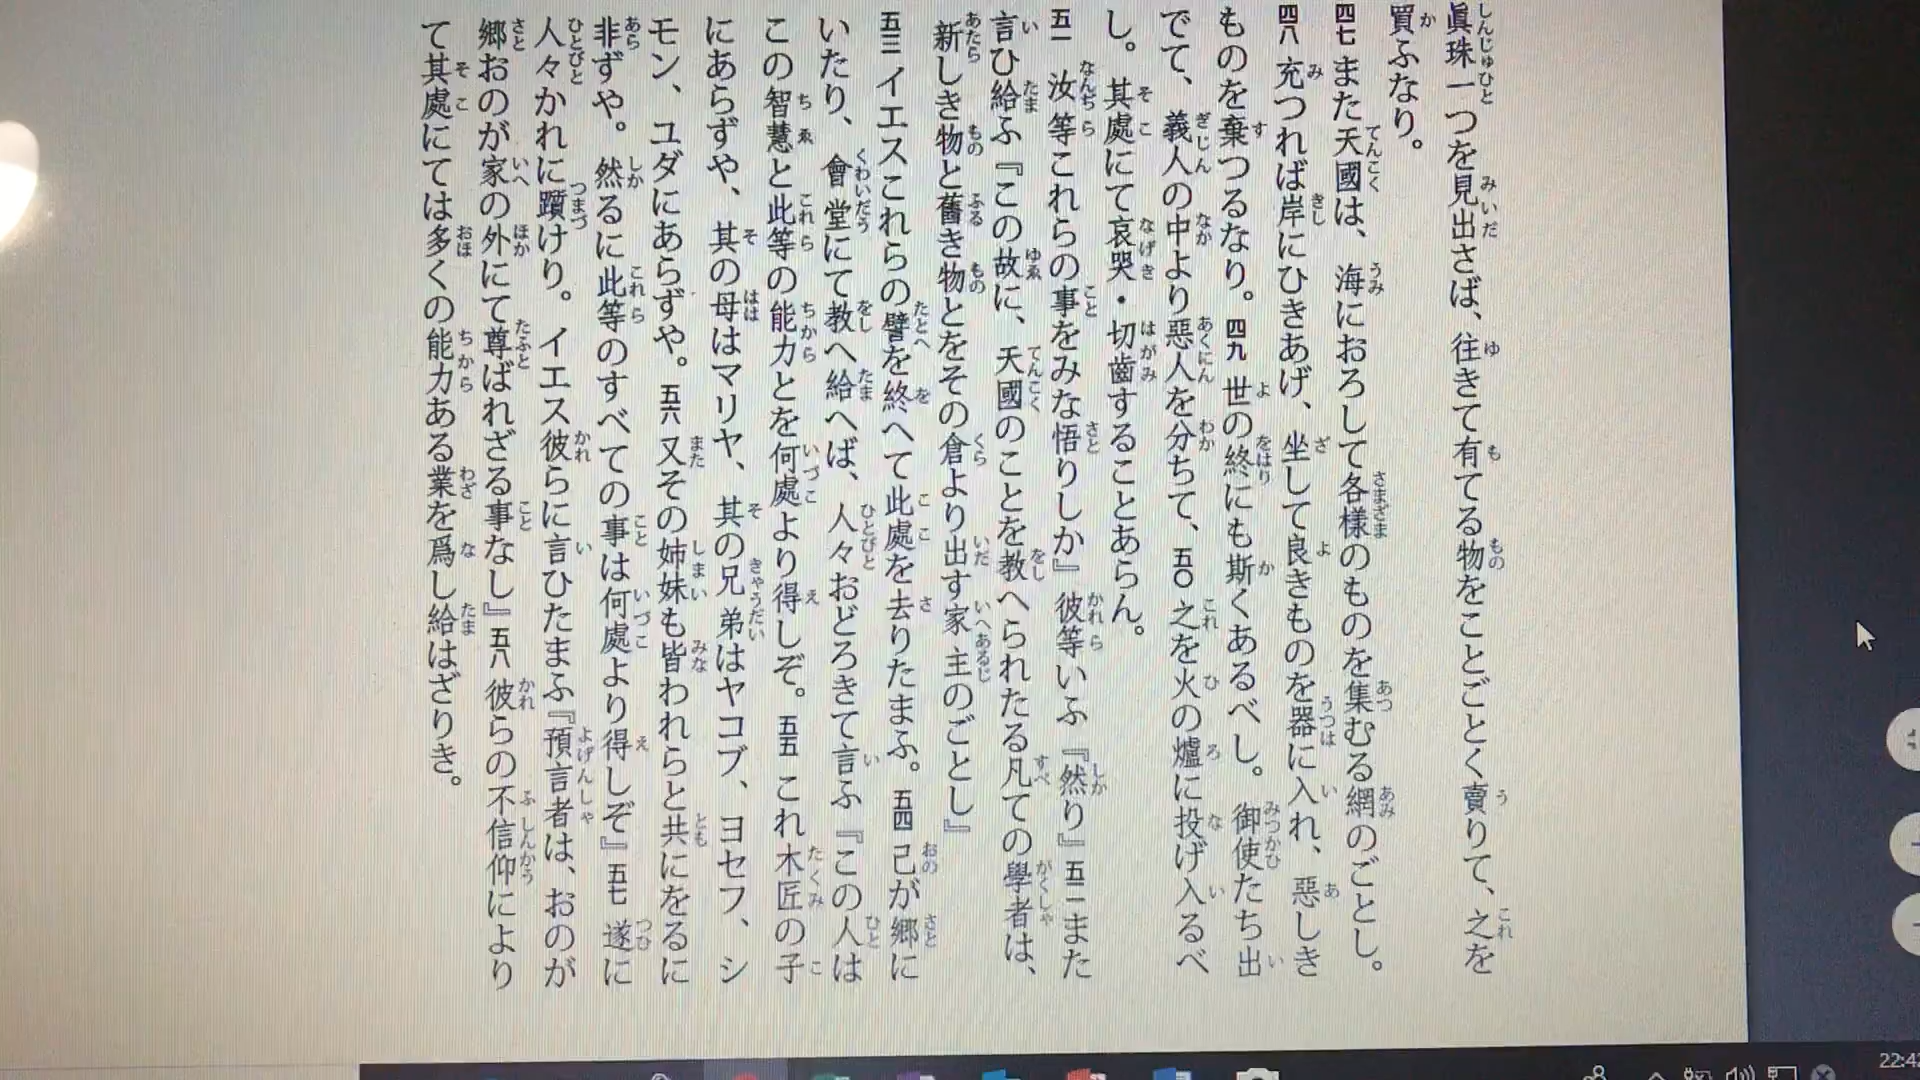 眞珠一つを見出さば、往きて有てる物をことごとく賣りて、之を
買ふなり。
四七 また天國は、海におろして各樣のものを集むる網のごとし。
四八 充つれば岸にひきあげ、坐して良きものを器に入れ、惡しき
ものを棄つるなり。四九 世の終にも斯くあるべし。御使たち出
でて、義人の中より惡人を分ちて、五〇 之を火の爐に投げ入るべ
し。其處にて哀哭・切齒することあらん。
五一 汝等これらの事をみな悟りしか』彼等いふ『然り』五二 また
言ひ給ふ『この故に、天國のことを教へられたる凡ての學者は、
新しき物と舊き物とをその倉より出す家主のごとし』
五三 イエスこれらの譬を終へて此處を去りたまふ。五四 己が郷に
いたり、會堂にて教へ給へば、人々おどろきて言ふ『この人は
この智慧と此等の能力とを何處より得しぞ。五五 これ木匠の子
にあらずや、其の母はマリヤ、其の兄弟はヤコブ、ヨセフ、シ
モン、ユダにあらずや。五六 又その姉妹も皆われらと共にをるに
非ずや。然るに此等のすべての事は何處より得しぞ』五七 遂に
人々かれに躓けり。イエス彼らに言ひたまふ『預言者は、おのが
郷おのが家の外にて尊ばれざる事なし』五八 彼らの不信仰により
て其處にては多くの能力ある業を爲し給はざりき。
22:42